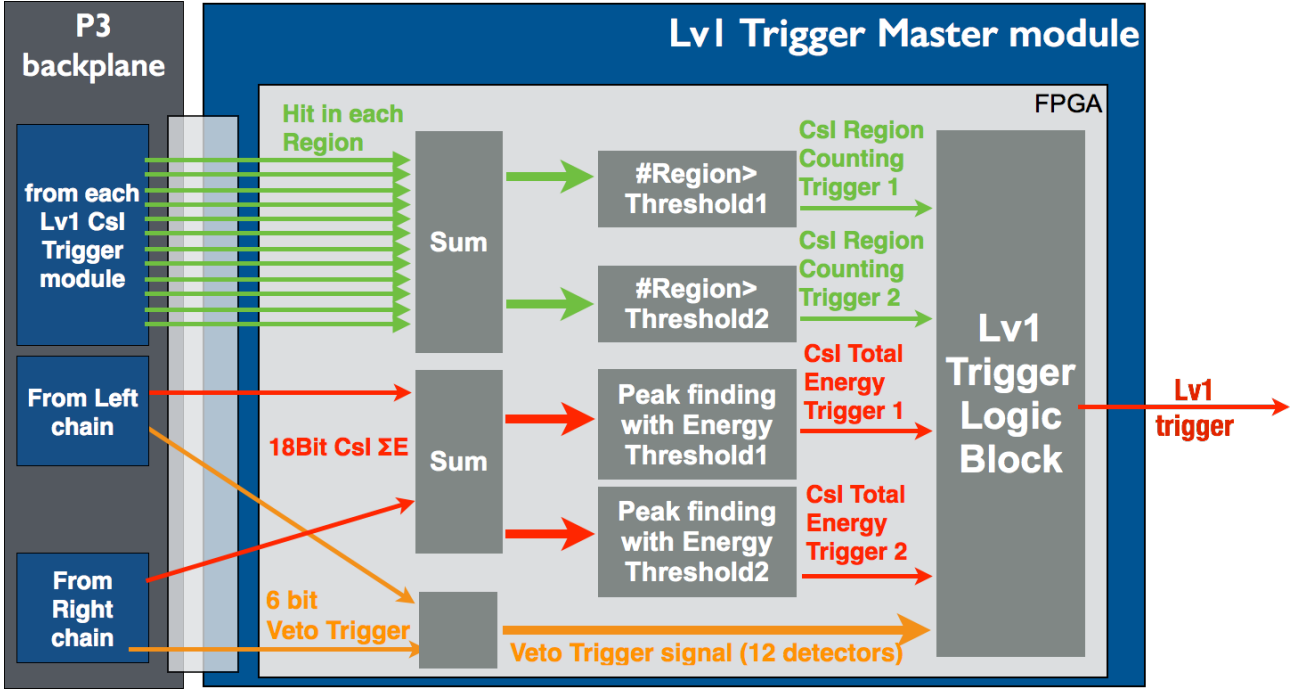 P3
backplane
Lv1 Trigger Master module
FPGA
from each
Lv1 CsI
Trigger
module
From Left
chain
From
Right
chain
Hit in each
Region
18Bit CsI ΣE
6 bit
Veto Trigger
Sum
Sum
#Region>
Threshold1
#Region>
Threshold2
Peak finding
with Energy
Threshold1
Peak finding
with Energy
Threshold2
CsI Region
Counting
Trigger 1
CsI Region
Counting
Trigger 2
CsI Total
Energy
Trigger 1
CsI Total
Energy
Trigger 2
Veto Trigger signal (12 detectors)
Lv1
Trigger
Logic
Block
Lv1
trigger